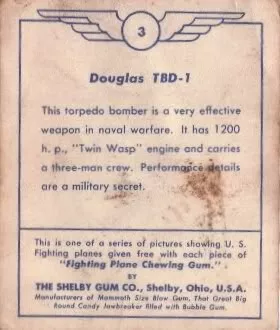 3
Douglas TBD-1
This torpedo bomber is a very effective
weapon in naval warfare. It has 1200
h. p., "Twin Wasp" engine and carries
a three-man crew. Performance details
are a military secret.
This is one of a series of pictures showing U. S.
Fighting planes given free with each piece of
"Fighting Plane Chewing Gum."
BY
THE SHELBY GUM CO., Shelby, Ohio, U.S.A.
Manufacturers of Mammoth Size Blow Gum, That Great Big
Round Candy Jawbreaker filled with Bubble Gum.